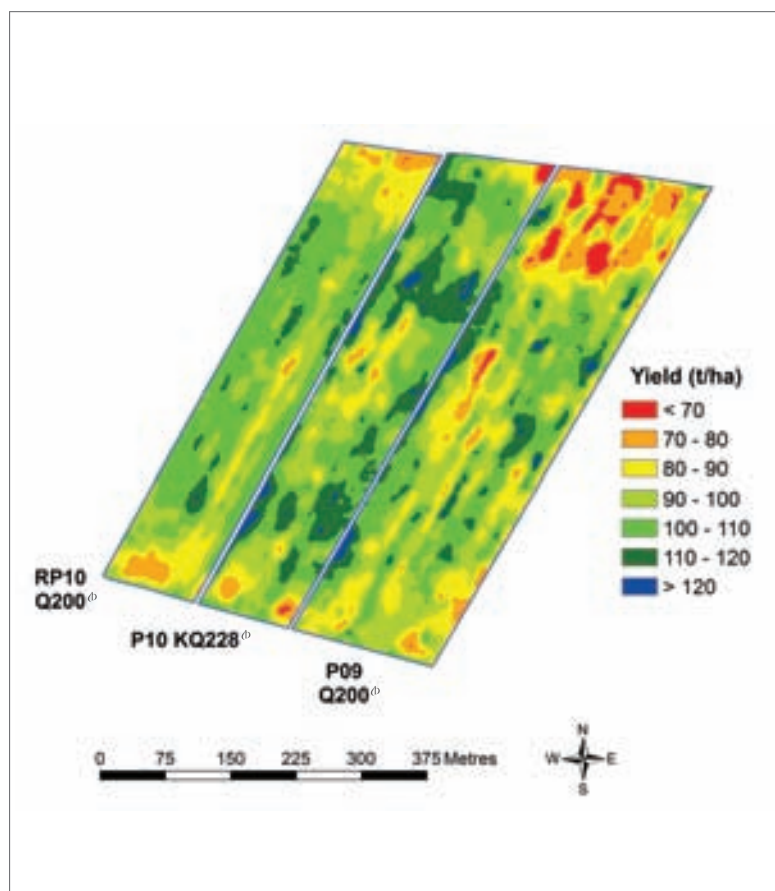 Yield (t/ha)
< 70
70 - 80
80 - 90
90 - 100
100 - 110
110 - 120
> 120
RP10
Q200
P10 KQ228
P09
Q200
0 75 150 225 300 375 Metres
N
W E
S